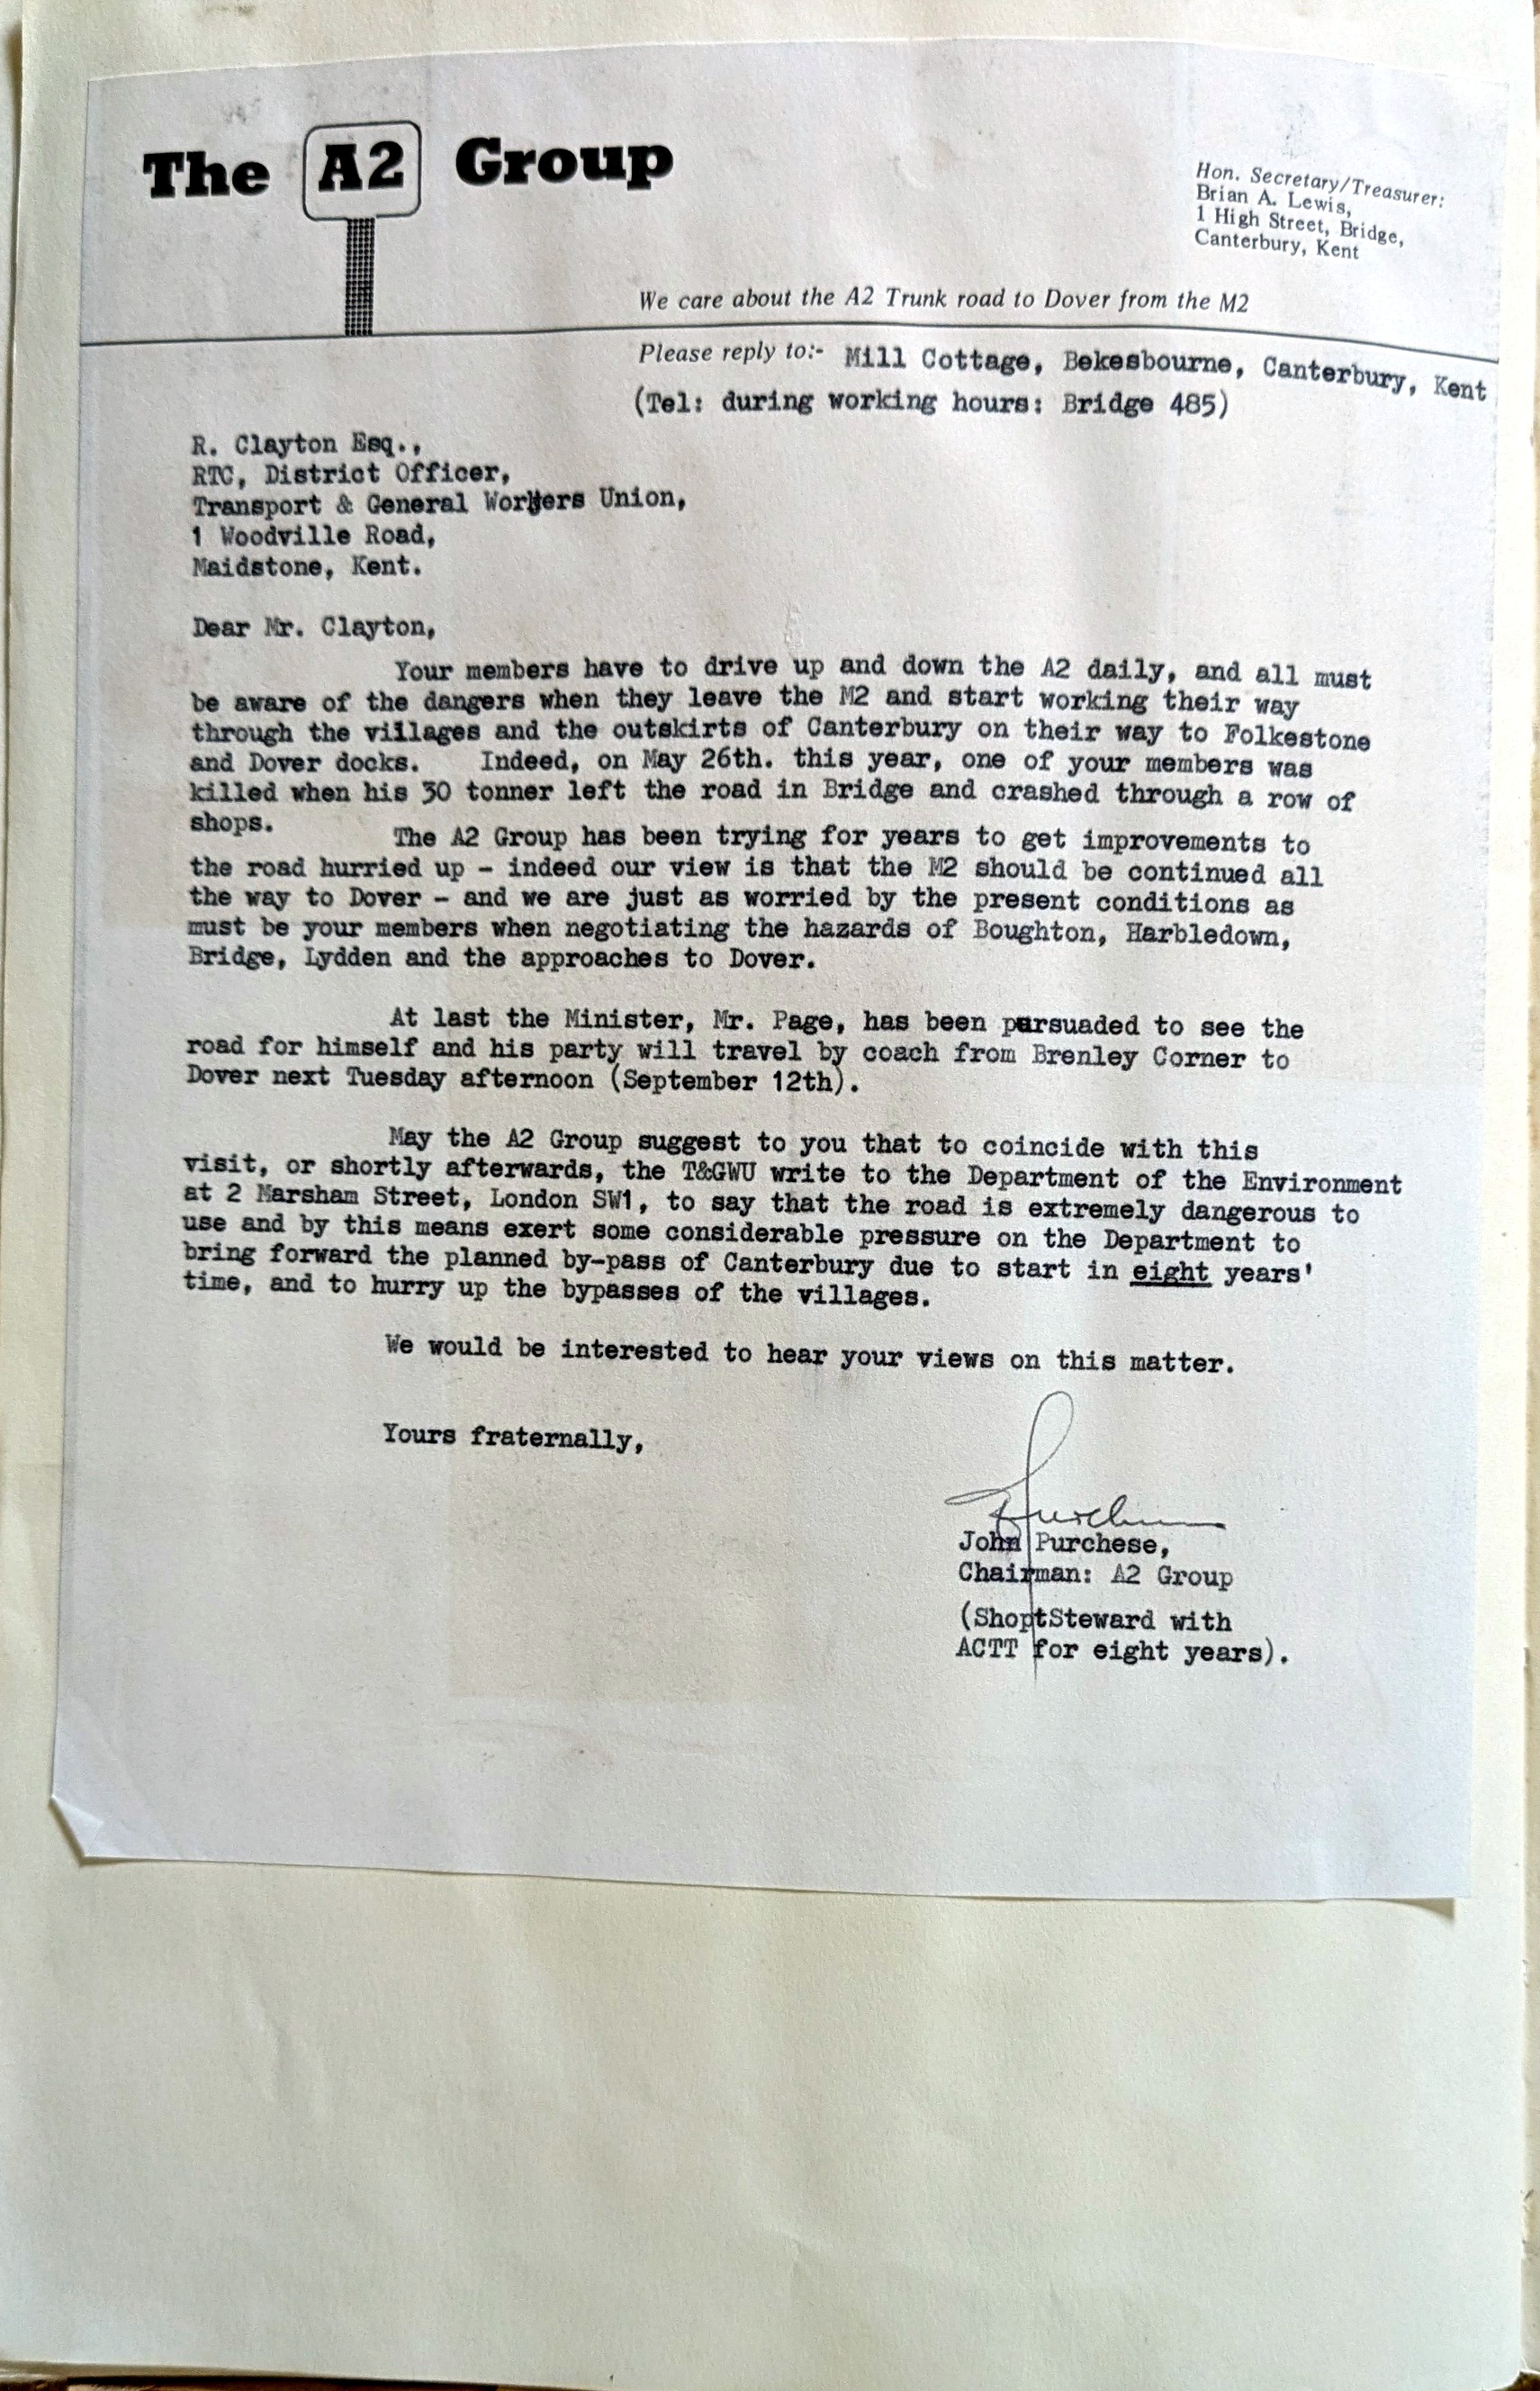 The A2 Group
Hon. Secretary/Treasurer:
Brian A. Lewis,
1 High Street, Bridge,
Canterbury, Kent
We care about the A2 Trunk road to Dover from the M2
Please reply to:- Mill Cottage, Bekesbourne, Canterbury, Kent
(Tel: during working hours: Bridge 485)
R. Clayton Esq.,
RTC, District Officer,
Transport & General Workers Union,
1 Woodville Road,
Maidstone, Kent.
Dear Mr. Clayton,
Your members have to drive up and down the A2 daily, and all must
be aware of the dangers when they leave the M2 and start working their way
through the villages and the outskirts of Canterbury on their way to Folkestone
and Dover docks. Indeed, on May 26th. this year, one of your members was
killed when his 30 tonner left the road in Bridge and crashed through a row of
shops.
The A2 Group has been trying for years to get improvements to
the road hurried up - indeed our view is that the M2 should be continued all
the way to Dover - and we are just as worried by the present conditions as
must be your members when negotiating the hazards of Boughton, Harbledown,
Bridge, Lydden and the approaches to Dover.
At last the Minister, Mr. Page, has been persuaded to see the
road for himself and his party will travel by coach from Brenley Corner to
Dover next Tuesday afternoon (September 12th).
May the A2 Group suggest to you that to coincide with this
visit, or shortly afterwards, the T&GWU write to the Department of the Environment
at 2 Marsham Street, London SW1, to say that the road is extremely dangerous to
use and by this means exert some considerable pressure on the Department to
bring forward the planned by-pass of Canterbury due to start in eight years'
time, and to hurry up the bypasses of the villages.
We would be interested to hear your views on this matter.
Yours fraternally,
John Purchese,
Chairman: A2 Group
(ShoptSteward with
ACTT for eight years).